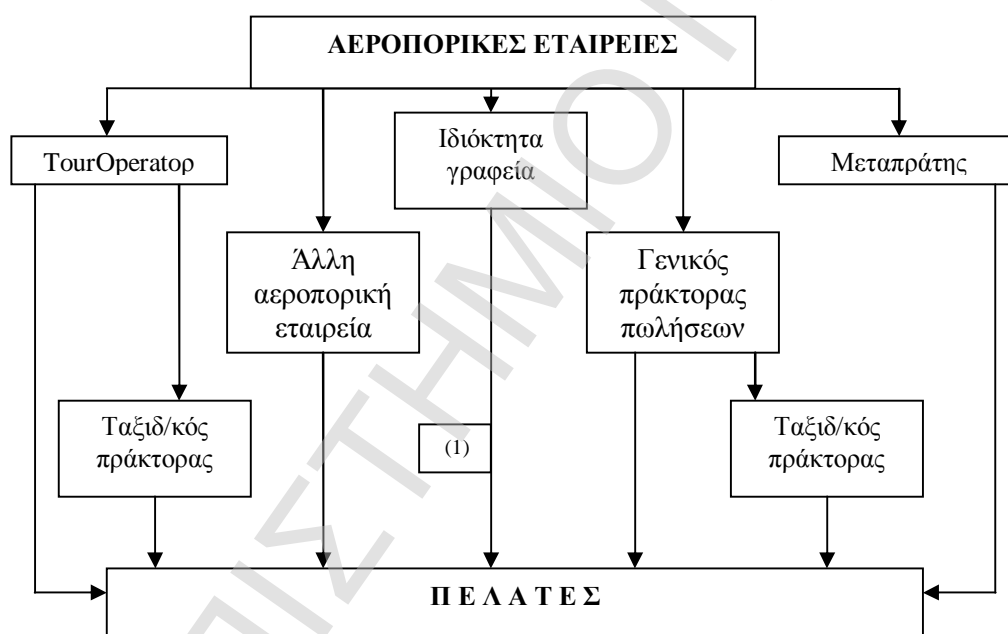 ΑΕΡΟΠΟΡΙΚΕΣ ΕΤΑΙΡΕΙΕΣ
TourOperatoρ
Ιδιόκτητα
γραφεία
Μεταπράτης
Άλλη
αεροπορική
εταιρεία
Γενικός
πράκτορας
πωλήσεων
Ταξιδ/κός
πράκτορας
(1)
Ταξιδ/κός
πράκτορας
Π Ε Λ Α Τ Ε Σ
ΠΙΣΤΗΜΙΟ